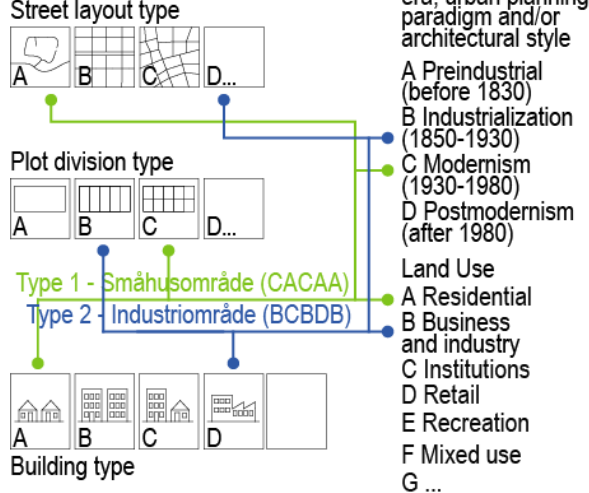 Street layout type
A
B
C
D...
Plot division type
A
B
C
D...
Type 1 - Småhusområde (CACAA)
Type 2 - Industriområde (BCBDB)
A
B
C
D
Building type
era, urban planning
paradigm and/or
architectural style
A Preindustrial
(before 1830)
B Industrialization
(1850-1930)
C Modernism
(1930-1980)
D Postmodernism
(after 1980)
Land Use
A Residential
B Business
and industry
C Institutions
D Retail
E Recreation
F Mixed use
G ...